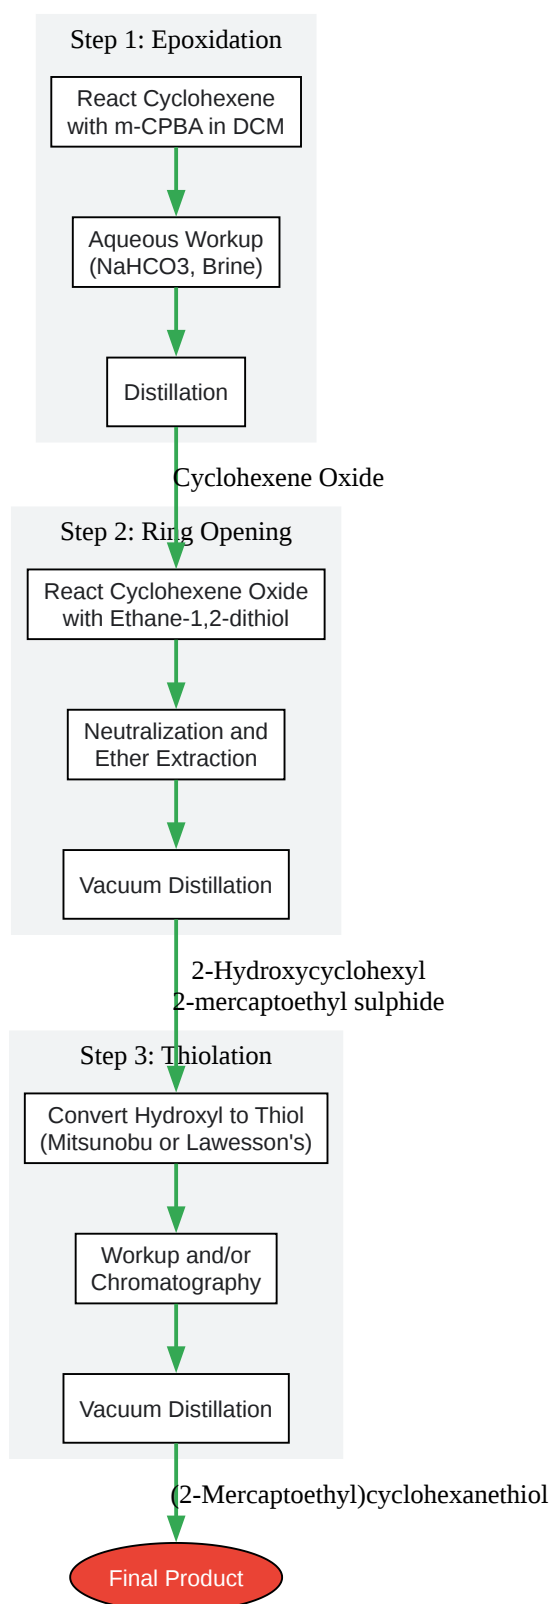 Step 1: Epoxidation
React Cyclohexene
with m-CPBA in DCM
Aqueous Workup
(NaHCO3, Brine)
Distillation
Cyclohexene Oxide
Step 2: Ring Opening
React Cyclohexene Oxide
with Ethane-1,2-dithiol
Neutralization and
Ether Extraction
Vacuum Distillation
2-Hydroxycyclohexyl
2-mercaptoethyl sulphide
Step 3: Thiolation
Convert Hydroxyl to Thiol
(Mitsunobu or Lawesson's)
Workup and/or
Chromatography
Vacuum Distillation
(2-Mercaptoethyl)cyclohexanethiol
Final Product